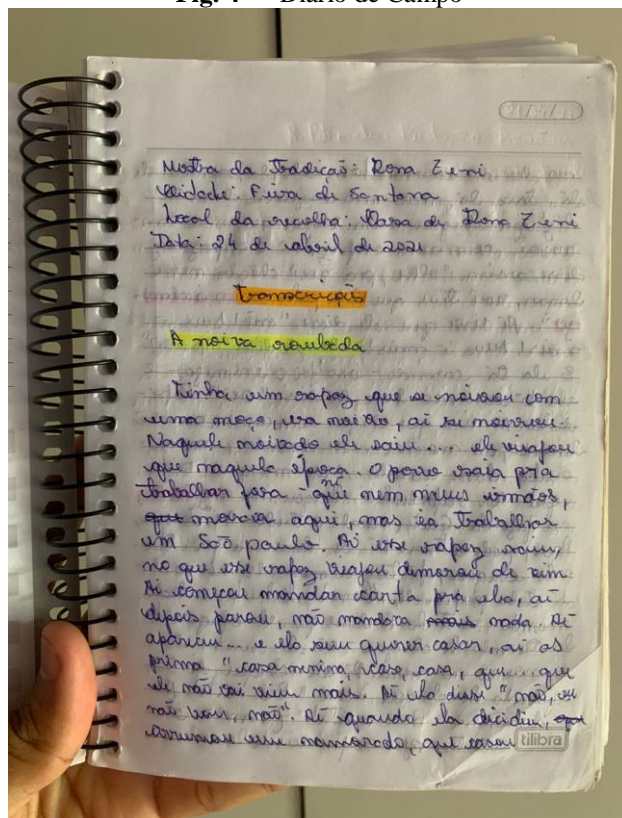 Fig. 4 Diário de Campo
Mostra da Tradição: Dona Zeni
Cidade: Feira de Santana
Local da recolha: Casa de Dona Zeni
Data: 24 de abril de 2021
Transcrição
A noiva roubada
Tinha um rapaz que se noivou com
uma moça, era noivo, aí se noivou.
Naquele noivado ele saiu... ele viajou
que naquela época. O povo saia pra
trabalhar fora - que nem meus irmãos,
morava aqui, mas ia trabalhar
em São paulo. Aí esse rapaz saiu,
no que esse rapaz viajou demorou de vim
Aí começou mandar carta pra ela, aí
depois parou, não mandava mais nada. Aí
apareceu... e ela sem querer casar, aí as
prima "casa menina, casa, casa, que.. que
ele não vai vim mais. Aí ela disse "não, eu
não vou, não". Aí quando ela decidiu,
arrumou um namorado, que casou
tilibra